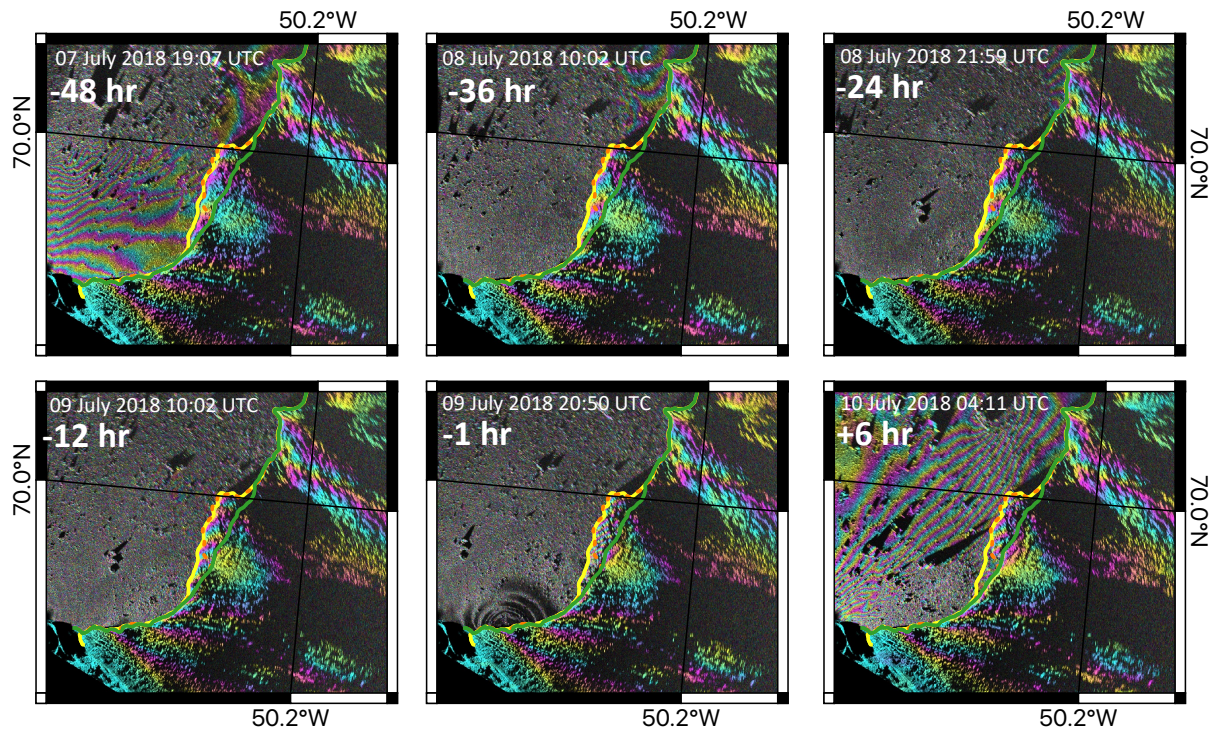 50.2°W
50.2°W
07 July 2018 19:07 UTC
-48 hr
08 July 2018 10:02 UTC
-36 hr
08 July 2018 21:59 UTC
-24 hr
70.0°N
70.0°N
09 July 2018 10:02 UTC
-12 hr
09 July 2018 20:50 UTC
-1 hr
10 July 2018 04:11 UTC
+6 hr
70.0°N
70.0°N
50.2°W
50.2°W
50.2°W